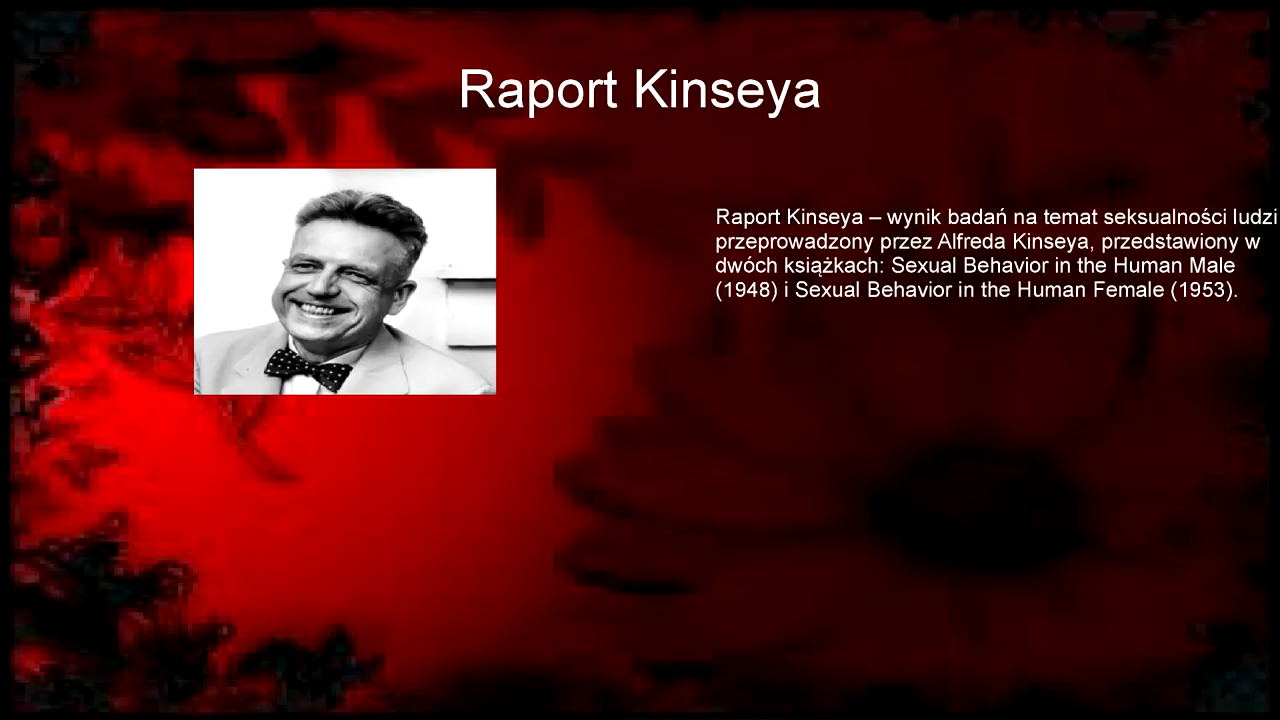 Raport Kinseya
Raport Kinseya – wynik badań na temat seksualności ludzi
przeprowadzony przez Alfreda Kinseya, przedstawiony w
dwóch książkach: Sexual Behavior in the Human Male
(1948) i Sexual Behavior in the Human Female (1953).